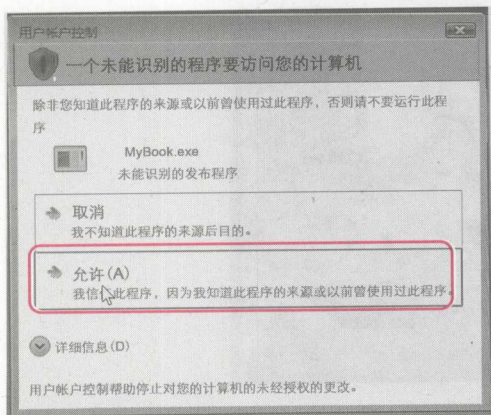 用户帐户控制
一个未能识别的程序要访问您的计算机
除非您知道此程序的来源或以前曾使用过此程序，否则请不要运行此程
序
MyBook.exe
未能识别的发布程序
取消
我不知道此程序的来源后目的。
允许(A)
我信此程序，因为我知道此程序的来源或以前曾使用过此程序。
详细信息(D)
用户帐户控制帮助停止对您的计算机的未经授权的更改。